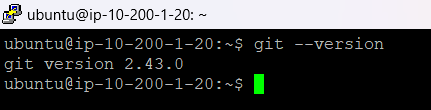 ubuntu@ip-10-200-1-20: ~
ubuntu@ip-10-200-1-20:~$ git --version
git version 2.43.0
ubuntu@ip-10-200-1-20:~$